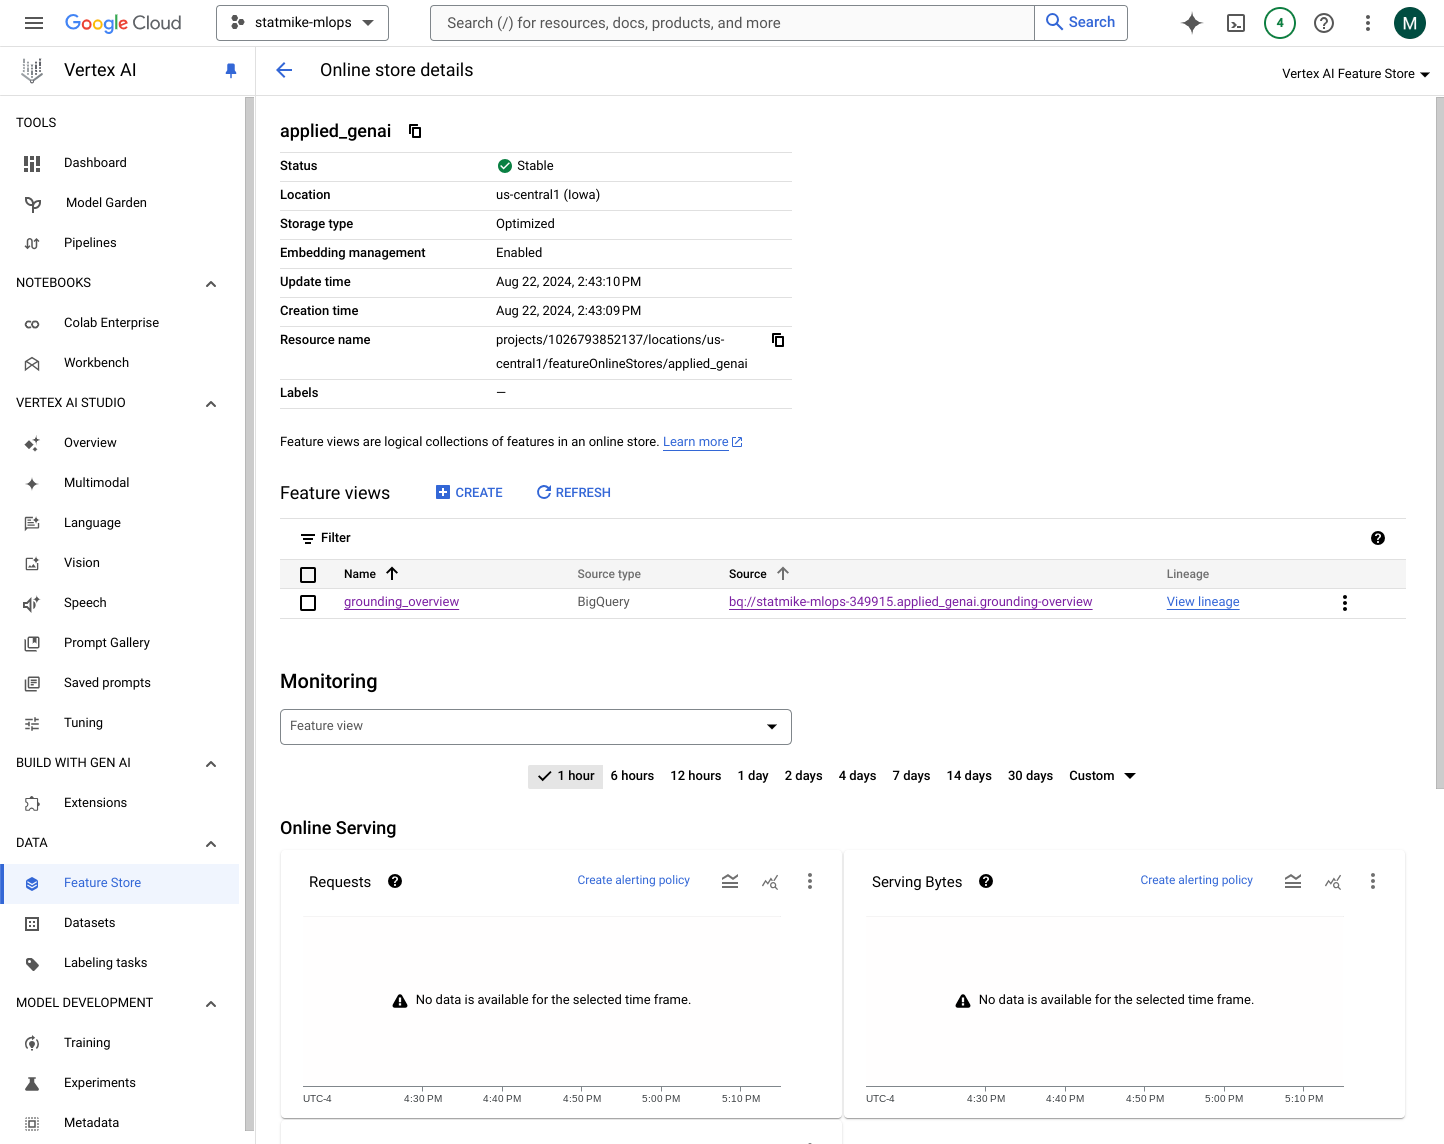 Google Cloud
statmike-mlops
Search (/) for resources, docs, products, and more
Search
4
M
Vertex AI
Online store details
Vertex AI Feature Store
TOOLS
Dashboard
Model Garden
Pipelines
NOTEBOOKS
Colab Enterprise
Workbench
VERTEX AI STUDIO
Overview
Multimodal
Language
Vision
Speech
Prompt Gallery
Saved prompts
Tuning
BUILD WITH GEN AI
Extensions
DATA
Feature Store
Datasets
Labeling tasks
MODEL DEVELOPMENT
Training
Experiments
Metadata
applied_genai
Status Stable
Location us-central1 (Iowa)
Storage type Optimized
Embedding management Enabled
Update time Aug 22, 2024, 2:43:10 PM
Creation time Aug 22, 2024, 2:43:09 PM
Resource name projects/1026793852137/locations/us-
central1/featureOnlineStores/applied_genai
Labels —
Feature views are logical collections of features in an online store. Learn more
Feature views CREATE REFRESH
Filter
Name Source type Source Lineage
grounding_overview BigQuery bq://statmike-mlops-349915.applied_genai.grounding-overview View lineage
Monitoring
Feature view
1 hour 6 hours 12 hours 1 day 2 days 4 days 7 days 14 days 30 days Custom
Online Serving
Requests Create alerting policy
No data is available for the selected time frame.
UTC-4 4:30 PM 4:40 PM 4:50 PM 5:00 PM 5:10 PM
Serving Bytes Create alerting policy
No data is available for the selected time frame.
UTC-4 4:30 PM 4:40 PM 4:50 PM 5:00 PM 5:10 PM